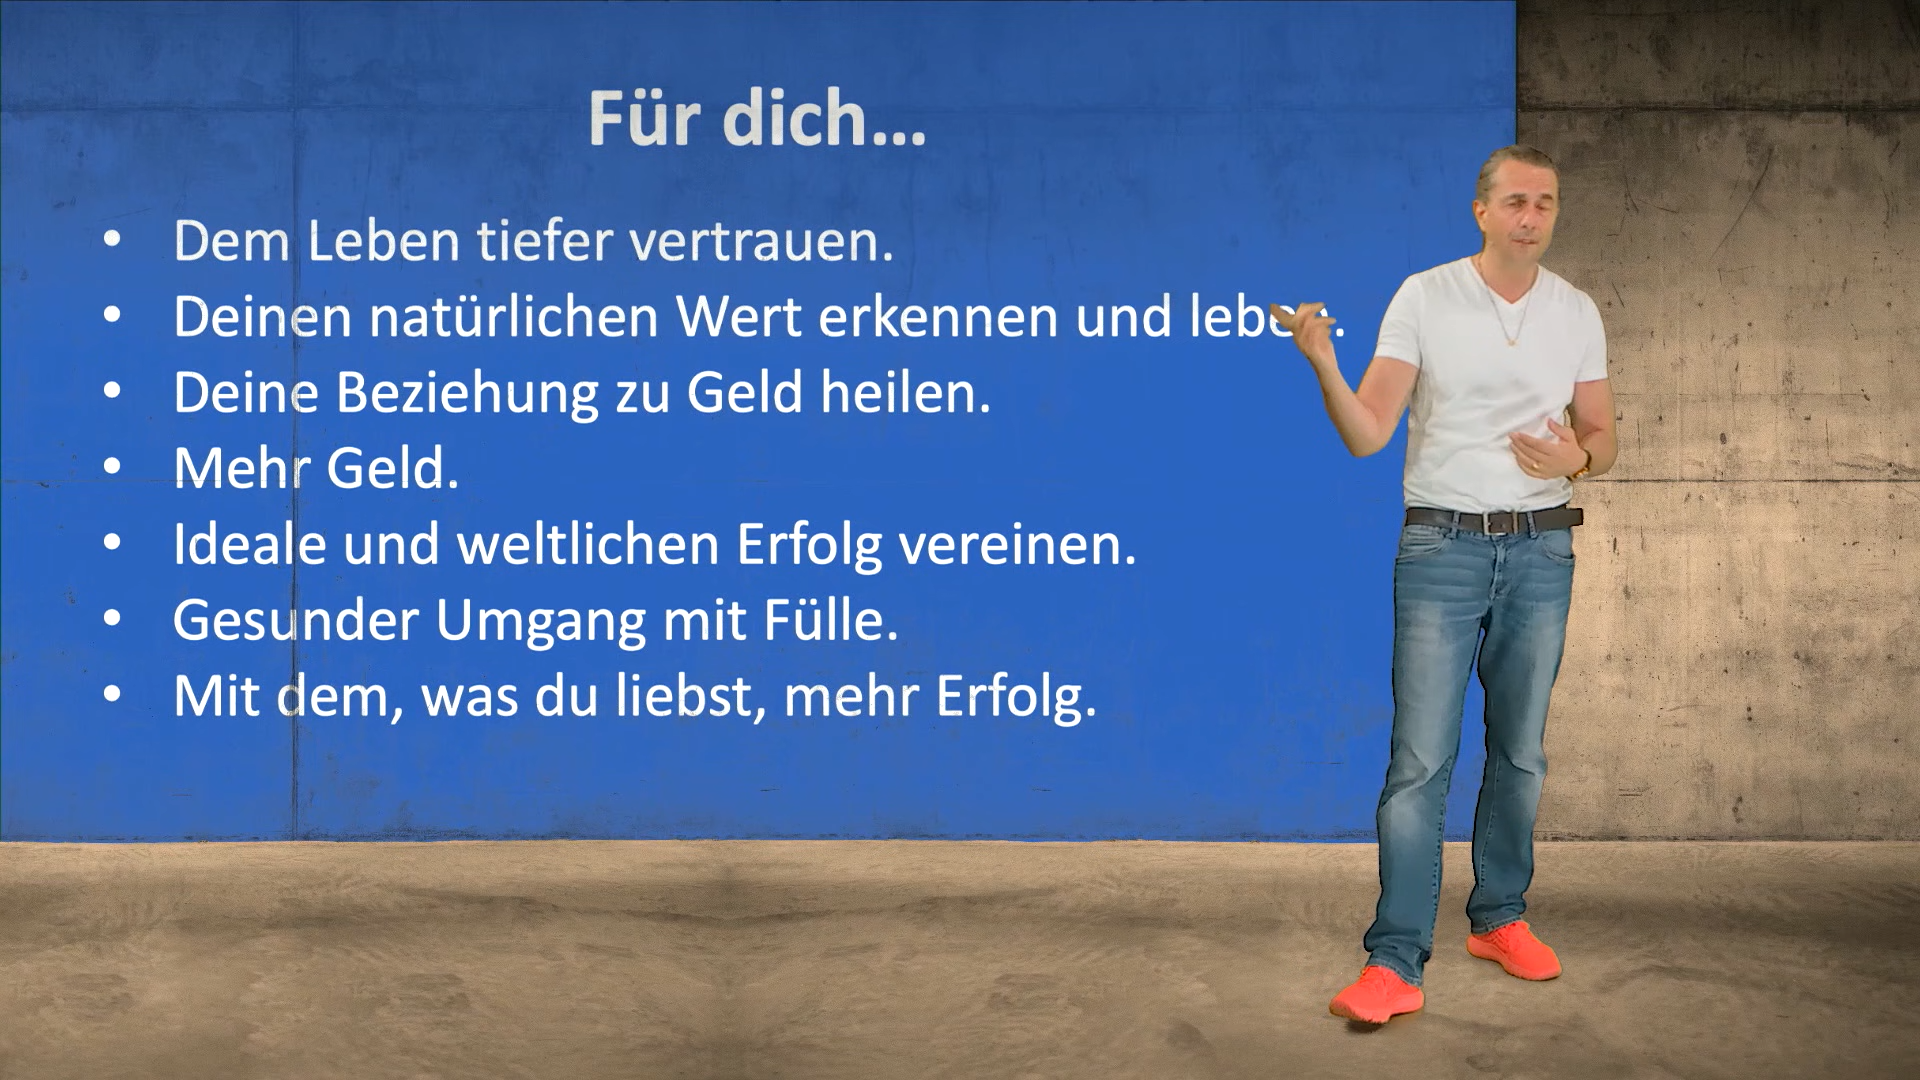 Für dich...
• Dem Leben tiefer vertrauen.
• Deinen natürlichen Wert erkennen und leben.
• Deine Beziehung zu Geld heilen.
• Mehr Geld.
• Ideale und weltlichen Erfolg vereinen.
• Gesunder Umgang mit Fülle.
• Mit dem, was du liebst, mehr Erfolg.